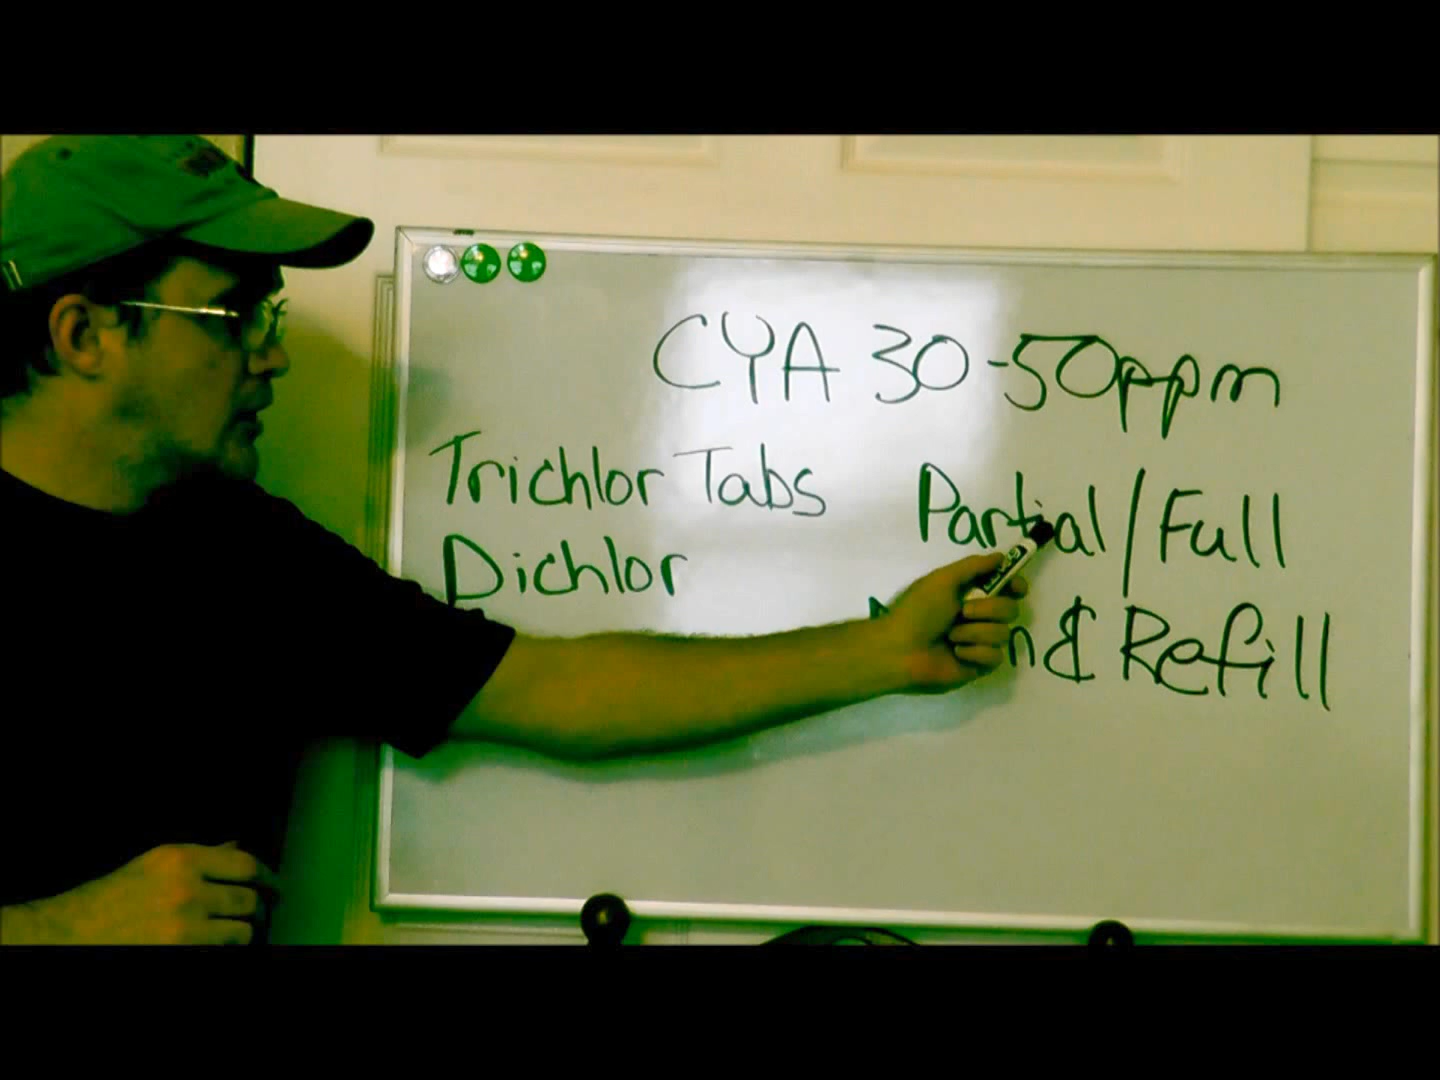 CYA 30-50ppm
Trichlor Tabs
Dichlor
Partial/Full
& Refill